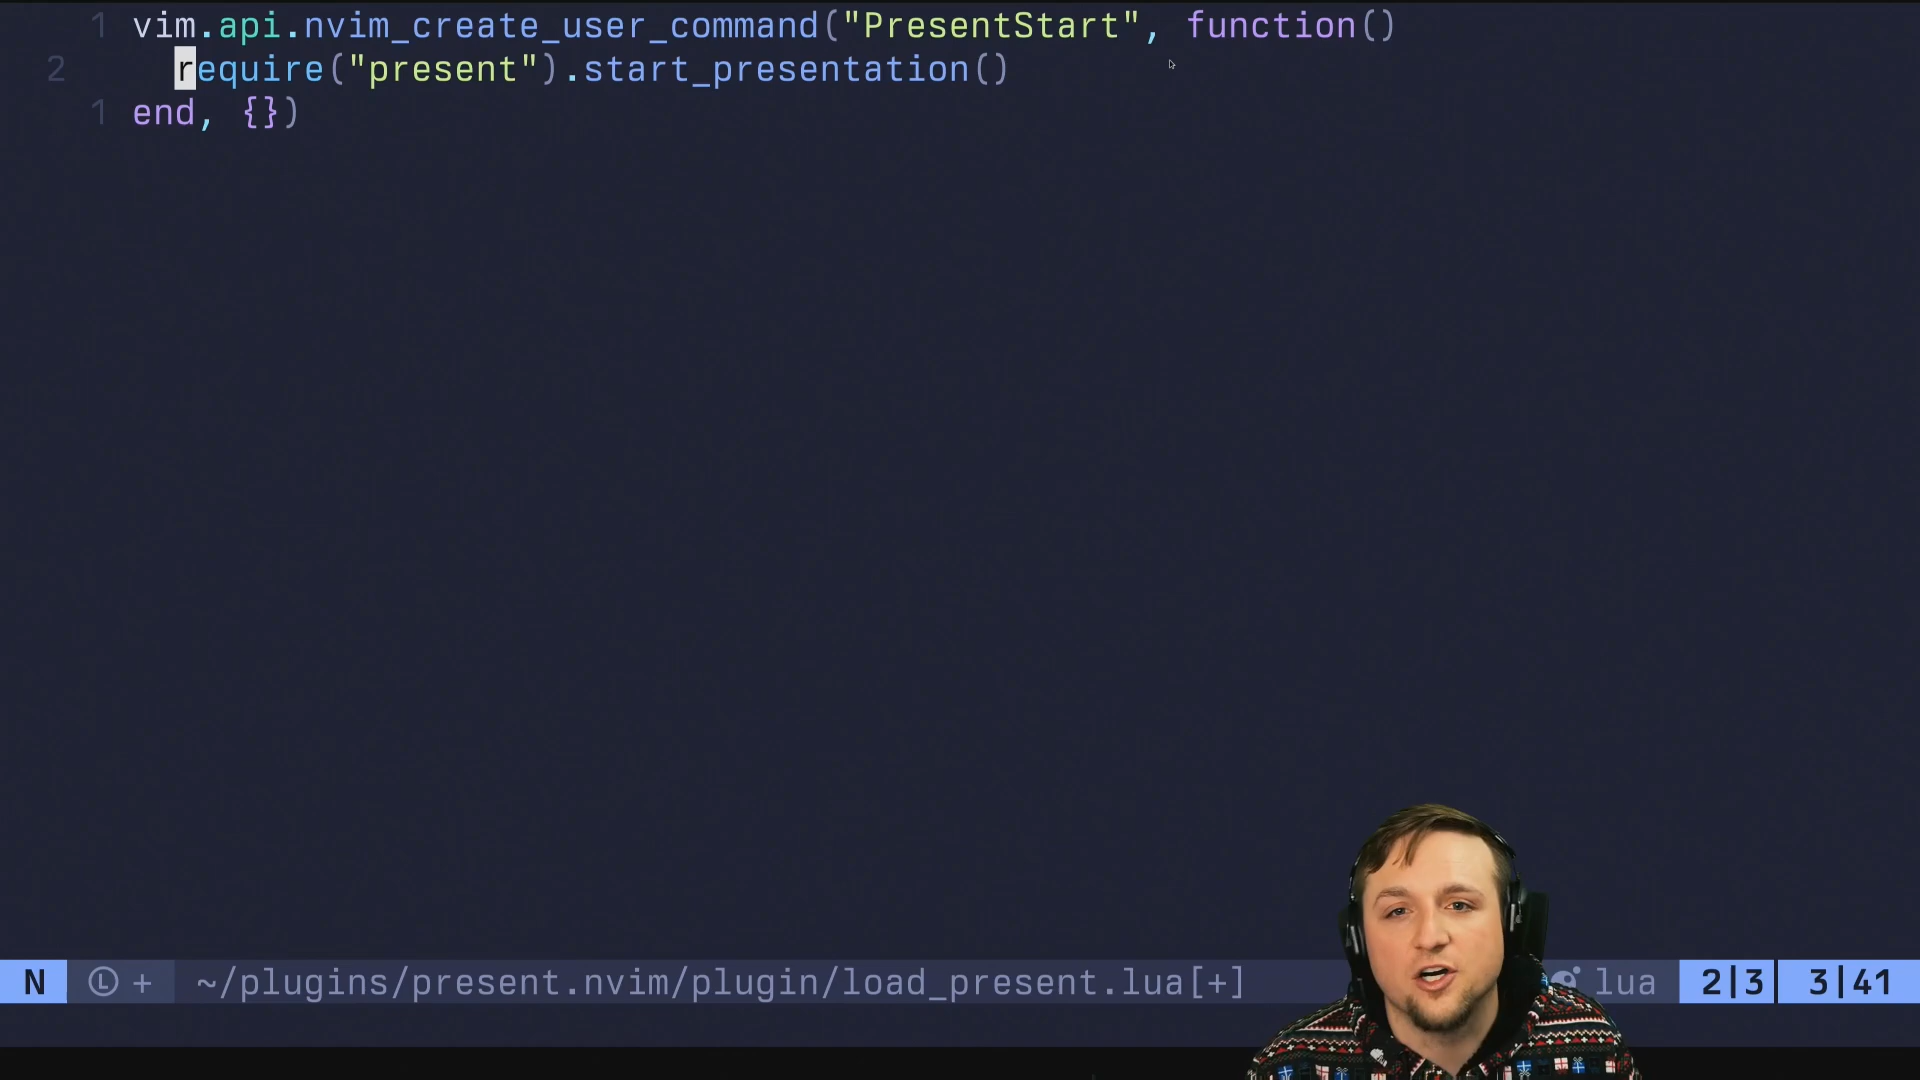 1 vim.api.nvim_create_user_command("PresentStart", function()
2 require("present").start_presentation()
1 end, {})
N Ⓛ + ~/plugins/present.nvim/plugin/load_present.lua[+] lua 2|3 3|41